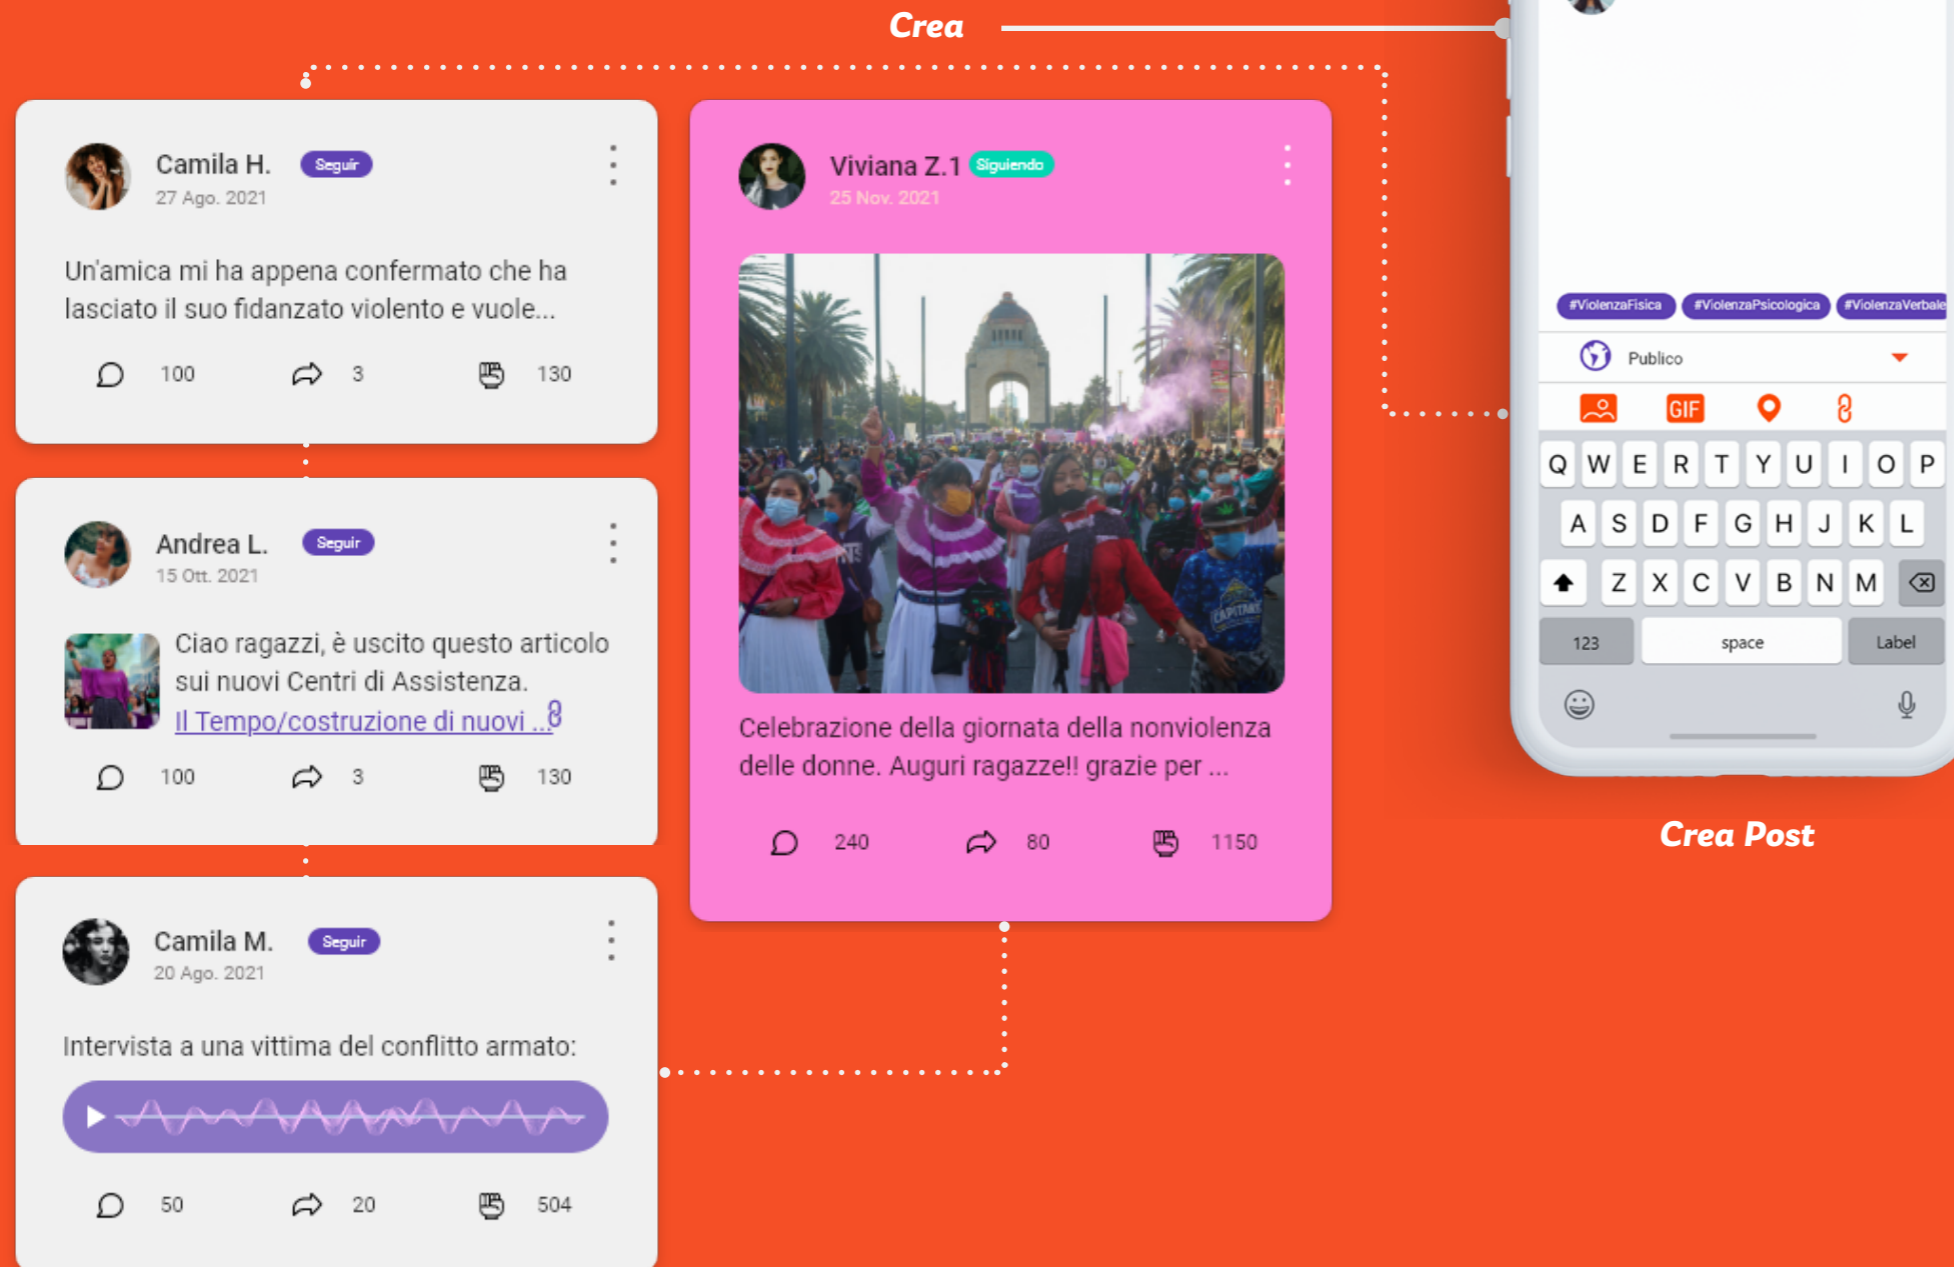 Crea
Camila H. Seguir
27 Ago. 2021
Un'amica mi ha appena confermato che ha
lasciato il suo fidanzato violento e vuole...
100 3 130
Andrea L. Seguir
15 Ott. 2021
Ciao ragazzi, è uscito questo articolo
sui nuovi Centri di Assistenza.
Il Tempo/costruzione di nuovi ...
100 3 130
Camila M. Seguir
20 Ago. 2021
Intervista a una vittima del conflitto armato:
50 20 504
Viviana Z.1 Siguiendo
25 Nov. 2021
CAPITANE
Celebrazione della giornata della nonviolenza
delle donne. Auguri ragazze!! grazie per ...
240 80 1150
#ViolenzaFisica #ViolenzaPsicologica #ViolenzaVerbale
Publico
GIF
Q W E R T Y U I O P
A S D F G H J K L
Z X C V B N M
123 space Label
Crea Post